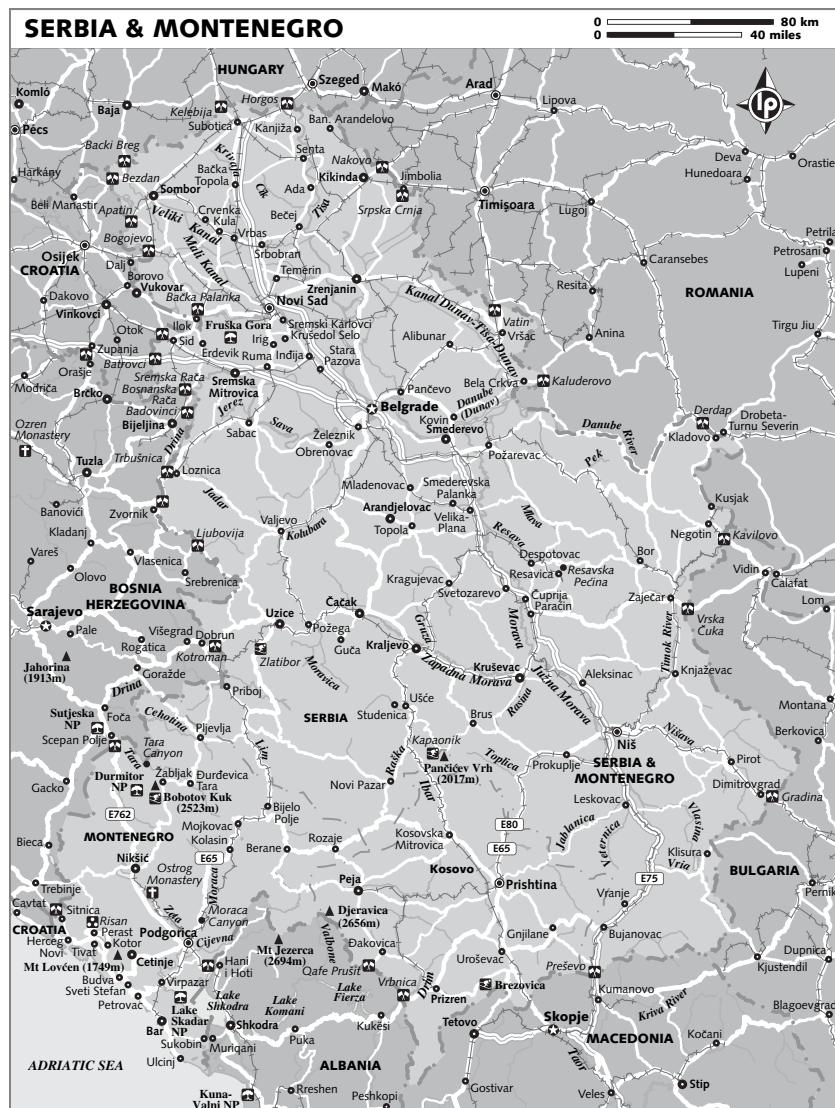 SERBIA & MONTENEGRO
0 80 km
0 40 miles
lp
HUNGARY
Szeged
Makó
Arad
Komló
Baja
Kelebija
Horgos
Lipova
Pécs
Subotica
Kanjiža
Ban. Arandelovo
Backi Breg
Krivaja
Senta
Nakovo
Deva
Orastie
Harkány
Bezdan
Bačka
Topola
Čik
Kikinda
Jimbolia
Hunedoara
Sombor
Ada
Tisa
Srpska Crnja
Timişoara
Beli Manastir
Apatin
Veliki
Kanal
Crvenka
Kula
Bečej
Lugoj
Vrbas
Bogojevo
Mali Kanal
Srbobran
Petrila
Osijek
CROATIA
Dalj
Temerin
Caransebes
Petrosani
Lupeni
Borovo
Vukovar
Zrenjanin
Kanal Dunav-Tisa-Dunav
Resita
ROMANIA
Dakovo
Bačka Palanka
Novi Sad
Vinkovci
Ilok
Fruška Gora
Sremski Karlovci
Vatin
Otok
Sid
Irig
Krušedol Selo
Vršac
Tirgu Jiu
Županja
Erdevik
Ruma
Inđija
Stara
Pazova
Alibunar
Anina
Orašje
Batrovci
Modriča
Sremska Rača
Sremska
Mitrovica
Bela Crkva
Kaluderovo
Bosnanska
Rača
Pančevo
Brčko
Badovinci
Jerez
Belgrade
Danube
(Dunav)
Bijeljina
Kovin
Derdap
Ozren
Monastery
Drina
Sabac
Sava
Smederevo
Danube
River
Kladovo
Drobeta-
Turnu Severin
Železnik
Obrenovac
Požarevac
Trbušnica
Tuzla
Loznica
Pek
Mladenovac
Smederevska
Palanka
Banovići
Zvornik
Jadar
Arandjelovac
Mlava
Kusjak
Kladanj
Ljubovija
Valjevo
Kolubara
Topola
Velika-
Plana
Resava
Negotin
Kavilovo
Vareš
Vlasenica
Despotovac
Bor
Olovo
Srebrenica
Resavica
Resavska
Pećina
Vidin
Calafat
BOSNIA
HERZEGOVINA
Kragujevac
Svetozarevo
Ćuprija
Paraćin
Zaječar
Lom
Sarajevo
Uzice
Čačak
Gruza
Morava
Vrska
Čuka
Pale
Višegrad
Dobrun
Požega
Guča
Kraljevo
Timok River
Rogatica
Kotroman
Zlatibor
Moravica
Zapadna Morava
Kruševac
Južna Morava
Jahorina
(1913m)
Goražde
Rasina
Aleksinac
Knjaževac
Drina
Priboj
Montana
Sutjeska
NP
Foča
Cehotina
SERBIA
Ušće
Studenica
Brus
Berkovica
Scepan Polje
Pljevlja
Lim
Niš
Nišava
Tara
Tara
Canyon
Kapaonik
Pančićev Vrh
(2017m)
Toplica
Prokuplje
SERBIA &
MONTENEGRO
Pirot
Durmitor
NP
Žabljak
Đurđevica
Tara
Raška
Ibar
Dimitrovgrad
Gradina
Gacko
Bobotov Kuk
(2523m)
Novi Pazar
Leskovac
Bijelo
Polje
Vlasina
E762
E80
Jablanica
Veternica
MONTENEGRO
Mojkovac
Kolasin
Kosovska
Mitrovica
Bileca
E65
Berane
Rozaje
E65
Klisura
Vria
Nikšić
Kosovo
BULGARIA
Ostrog
Monastery
Peja
Prishtina
E75
Trebinje
Pernik
Vranje
Cavtat
Sitnica
Zeta
Moraca
Moraca
Canyon
Djeravica
(2656m)
Risan
CROATIA
Perast
Podgorica
Cijevna
Valbone
Gnjilane
Bujanovac
Herceg
Novi
Tivat
Kotor
Mt Jezerca
(2694m)
Đakovica
Dupnica
Mt Lovćen (1749m)
Cetinje
Hani
i Hoti
Qafe Prušit
Uroševac
Preševo
Kjustendil
Budva
Virpazar
Vrbnica
Drim
Brezovica
Sveti Stefan
Lake
Shkodra
Lake
Komani
Lake
Fierza
Prizren
Kumanovo
Petrovac
Lake
Skadar
NP
Kriva River
Blagoevgrad
Bar
Shkodra
Kukësi
Tetovo
Skopje
Sukobin
Muriqani
Puka
Kočani
MACEDONIA
ADRIATIC SEA
Ulcinj
ALBANIA
Taor
Stip
Kuna-
Valni NP
Rreshen
Peshkopi
Gostivar
Veles